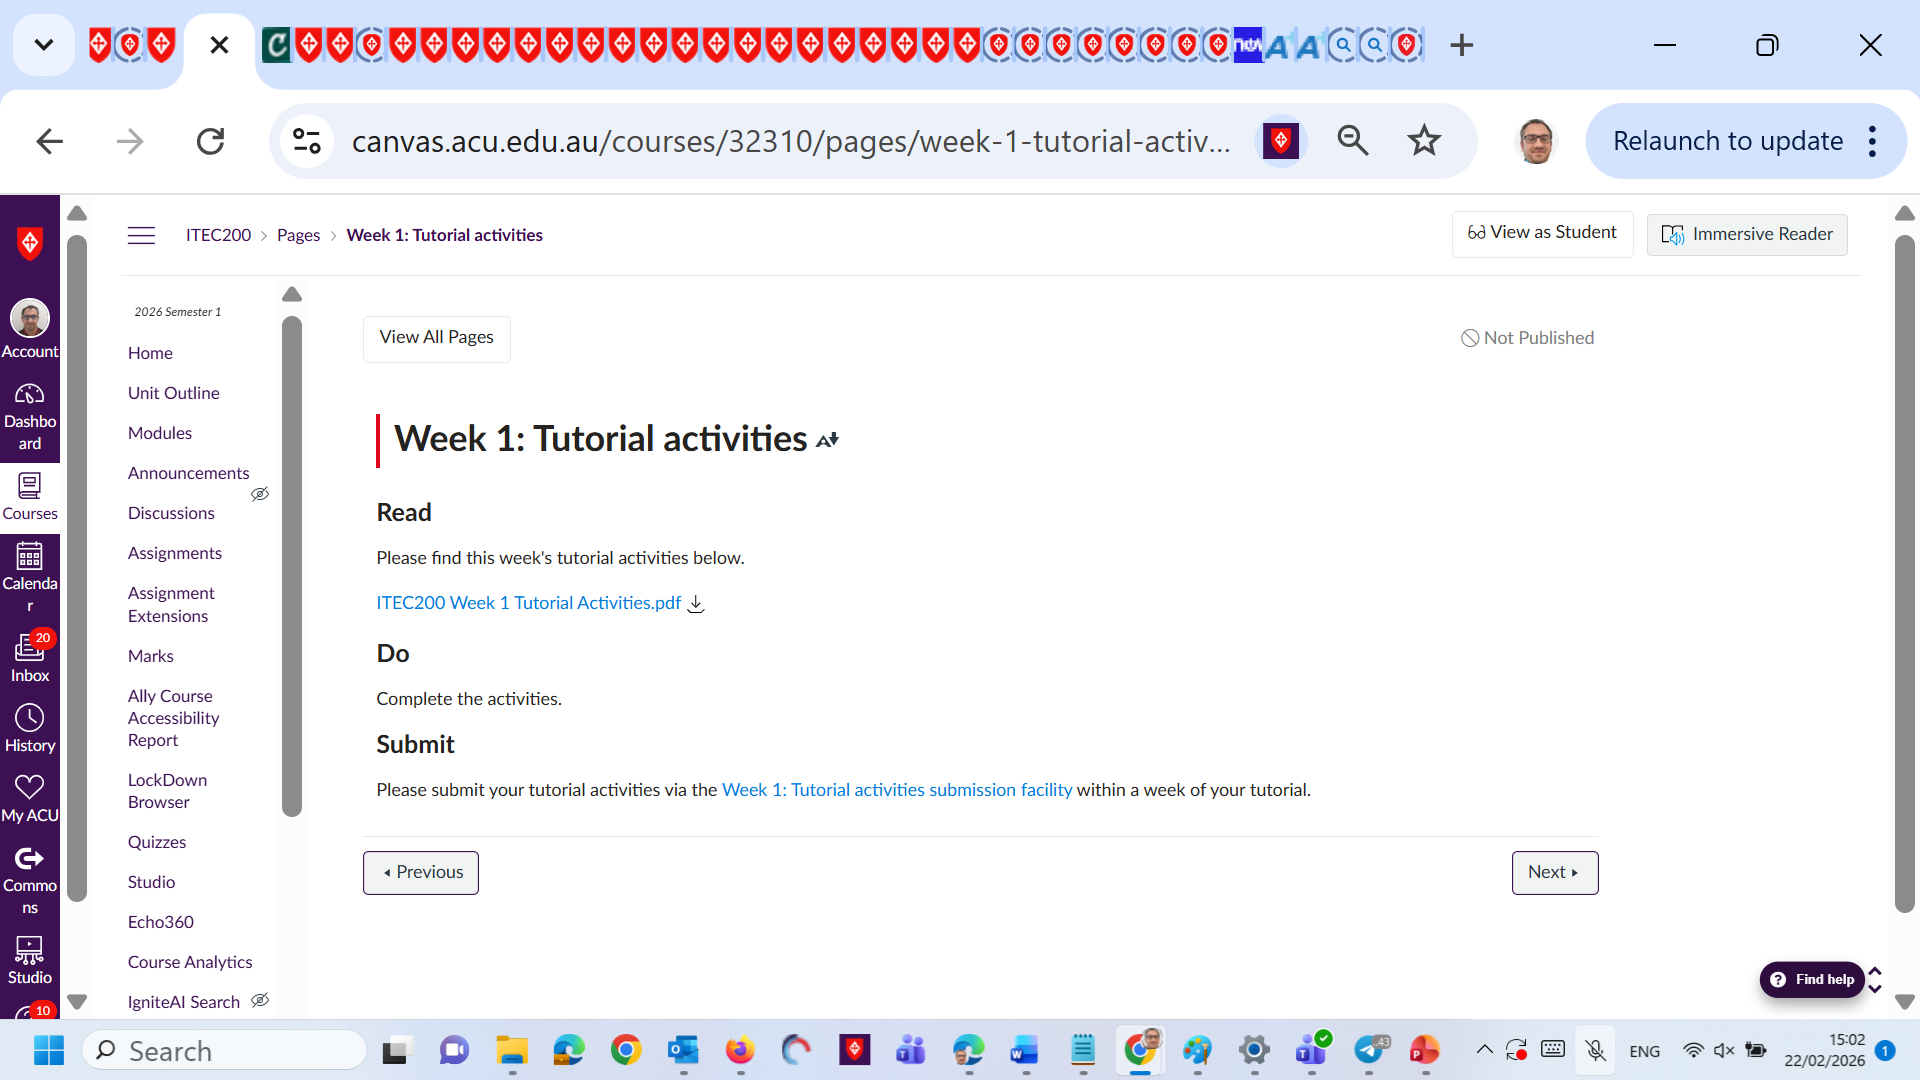 canvas.acu.edu.au/courses/32310/pages/week-1-tutorial-activ...
Relaunch to update
ITEC200 > Pages > Week 1: Tutorial activities
View as Student
Immersive Reader
Account
Dashbo
ard
Courses
Calenda
r
20
Inbox
History
My ACU
Commo
ns
Studio
10
2026 Semester 1
Home
Unit Outline
Modules
Announcements
Discussions
Assignments
Assignment
Extensions
Marks
Ally Course
Accessibility
Report
LockDown
Browser
Quizzes
Studio
Echo360
Course Analytics
IgniteAI Search
View All Pages
Not Published
Week 1: Tutorial activities
Read
Please find this week's tutorial activities below.
ITEC200 Week 1 Tutorial Activities.pdf
Do
Complete the activities.
Submit
Please submit your tutorial activities via the Week 1: Tutorial activities submission facility within a week of your tutorial.
Previous
Next
Find help
Search
43
ENG
15:02
22/02/2026
1